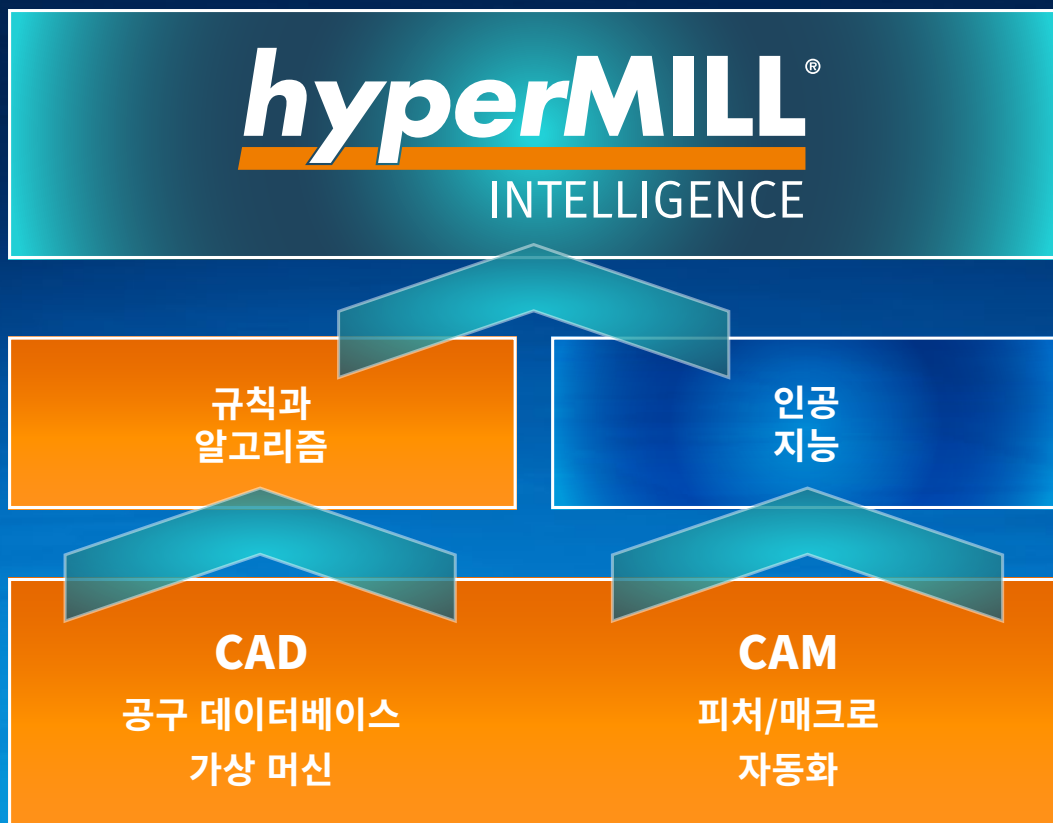 hyperMILL®
INTELLIGENCE
규칙과
알고리즘
인공
지능
CAD
공구 데이터베이스
가상 머신
CAM
피처/매크로
자동화